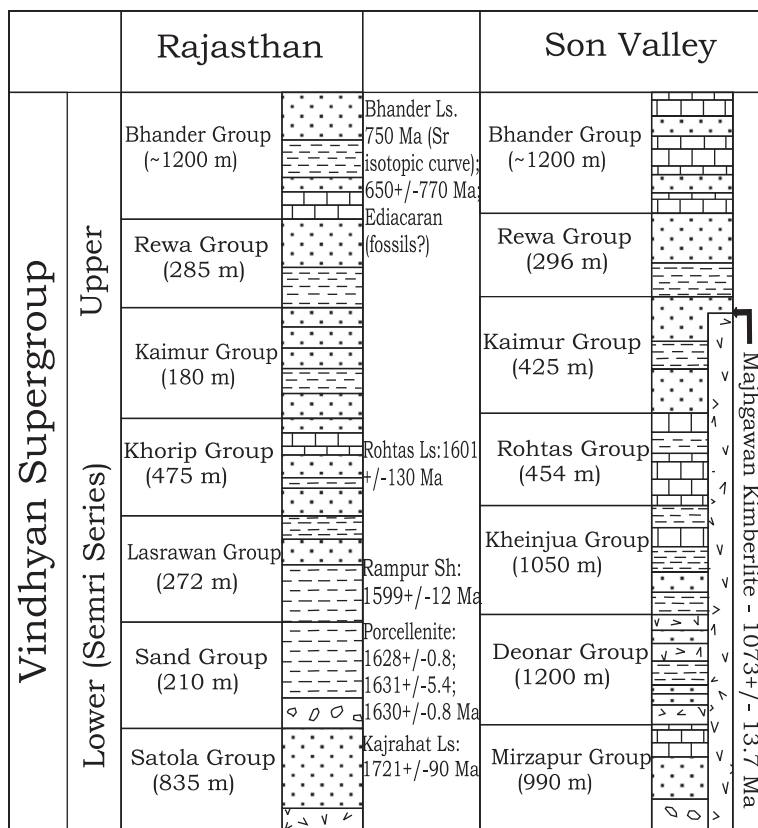 Rajasthan
Son Valley
Vindhyan Supergroup
Upper
Lower (Semri Series)
Bhander Group
(~1200 m)
Rewa Group
(285 m)
Kaimur Group
(180 m)
Khorip Group
(475 m)
Lasrawan Group
(272 m)
Sand Group
(210 m)
Satola Group
(835 m)
Bhander Ls.
750 Ma (Sr
isotopic curve);
650+/-770 Ma;
Ediacaran
(fossils?)
Rohtas Ls:1601
+/-130 Ma
Rampur Sh:
1599+/-12 Ma
Porcellenite:
1628+/-0.8;
1631+/-5.4;
1630+/-0.8 Ma
Kajrahat Ls:
1721+/-90 Ma
Bhander Group
(~1200 m)
Rewa Group
(296 m)
Kaimur Group
(425 m)
Rohtas Group
(454 m)
Kheinjua Group
(1050 m)
Deonar Group
(1200 m)
Mirzapur Group
(990 m)
Majhgawan Kimberlite - 1073+/- 13.7 Ma